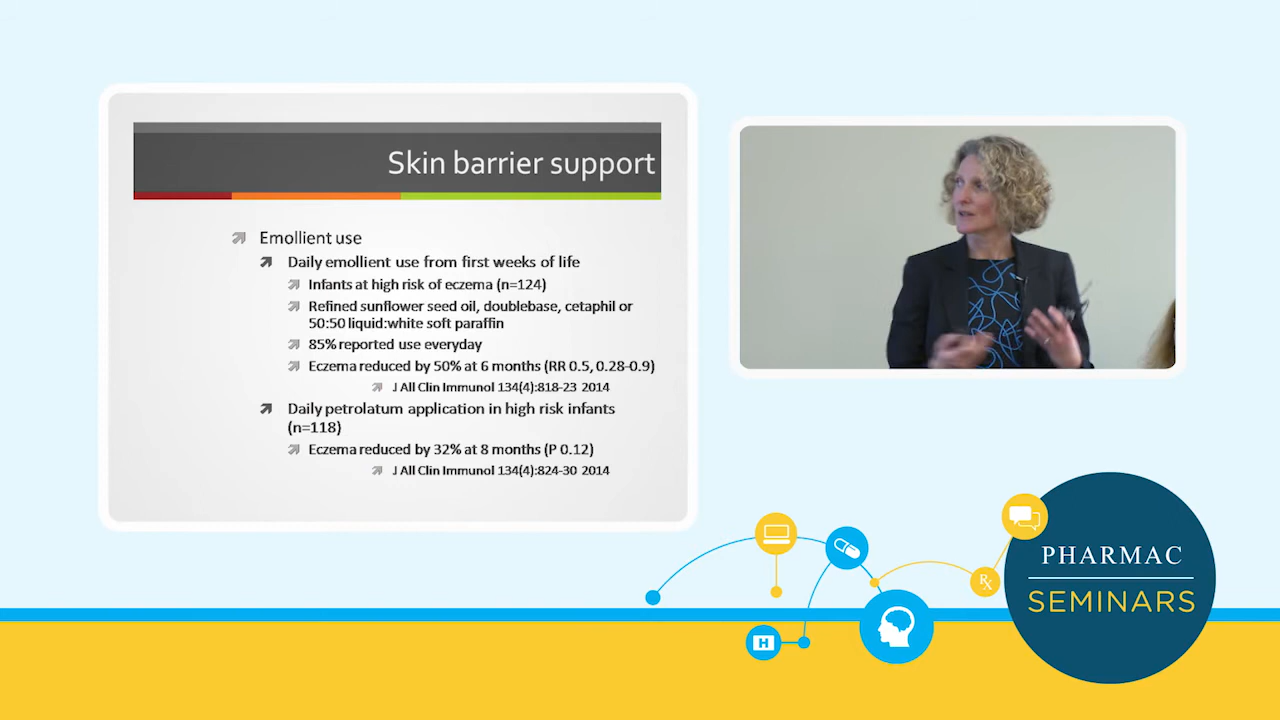 Skin barrier support
Emollient use
Daily emollient use from first weeks of life
Infants at high risk of eczema (n=124)
Refined sunflower seed oil, doublebase, cetaphil or
50:50 liquid:white soft paraffin
85% reported use everyday
Eczema reduced by 50% at 6 months (RR 0.5, 0.28-0.9)
J All Clin Immunol 134(4):818-23 2014
Daily petrolatum application in high risk infants
(n=118)
Eczema reduced by 32% at 8 months (P 0.12)
J All Clin Immunol 134(4):824-30 2014
H
Rx
PHARMAC
SEMINARS